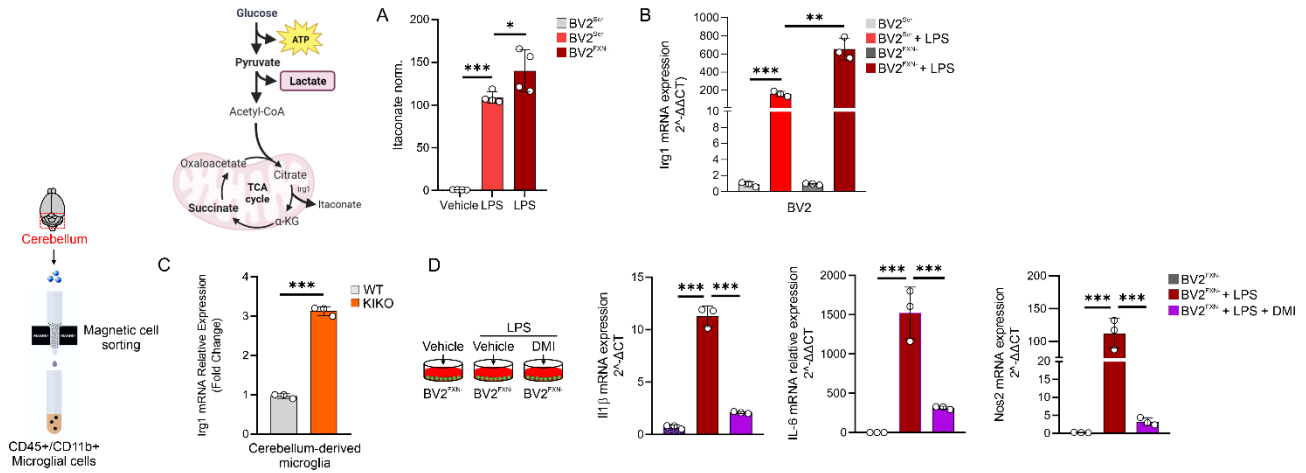 Glucose
ATP
Pyruvate
Lactate
Acetyl-CoA
Oxaloacetate
Citrate
Irg1
TCA
cycle
Itaconate
Succinate
α-KG
Cerebellum
Magnetic cell
sorting
CD45+/CD11b+
Microglial cells
A
BV2Scr
BV2Scr
BV2FXN-
Itaconate norm.
200
150
100
50
0
***
*
Vehicle LPS LPS
B
BV2Scr
BV2Scr + LPS
BV2FXN-
BV2FXN- + LPS
Irg1 mRNA expression
2^-ΔΔCT
1000
800
600
400
200
10
8
6
4
2
0
***
**
BV2
C
WT
KIKO
Irg1 mRNA Relative Expression
(Fold Change)
4
3
2
1
0
***
Cerebellum-derived
microglia
D
LPS
Vehicle Vehicle DMI
BV2FXN- BV2FXN- BV2FXN-
Il1β mRNA expression
2^-ΔΔCT
15
10
5
0
*** ***
IL-6 mRNA relative expression
2^-ΔΔCT
2000
1500
1000
500
0
*** ***
Nos2 mRNA expression
2^-ΔΔCT
150
100
50
20
15
10
5
0
*** ***
BV2FXN-
BV2FXN- + LPS
BV2FXN- + LPS + DMI